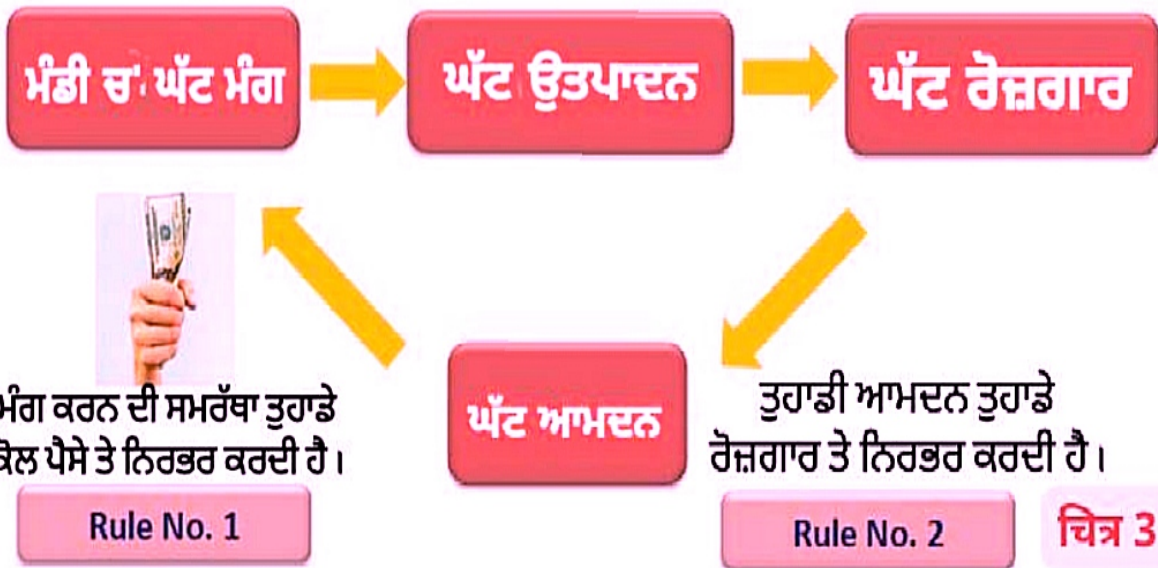 ਮੰਡੀ ਚ' ਘੱਟ ਮੰਗ
ਘੱਟ ਉਤਪਾਦਨ
ਘੱਟ ਰੋਜ਼ਗਾਰ
ਮੰਗ ਕਰਨ ਦੀ ਸਮਰੱਥਾ ਤੁਹਾਡੇ
ਕੋਲ ਪੈਸੇ ਤੇ ਨਿਰਭਰ ਕਰਦੀ ਹੈ।
Rule No. 1
ਘੱਟ ਆਮਦਨ
ਤੁਹਾਡੀ ਆਮਦਨ ਤੁਹਾਡੇ
ਰੋਜ਼ਗਾਰ ਤੇ ਨਿਰਭਰ ਕਰਦੀ ਹੈ।
Rule No. 2
ਚਿਤ੍ਰ 3